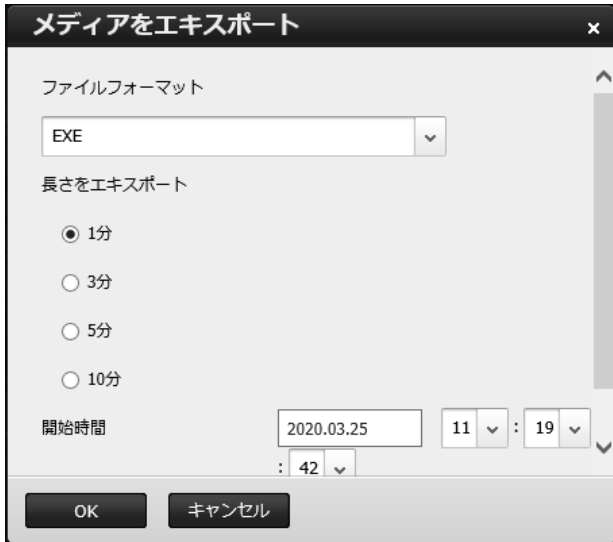 メディアをエキスポート ×
ファイルフォーマット
EXE
長さをエキスポート
1分
3分
5分
10分
開始時間 2020.03.25 11 : 19
: 42
OK キャンセル